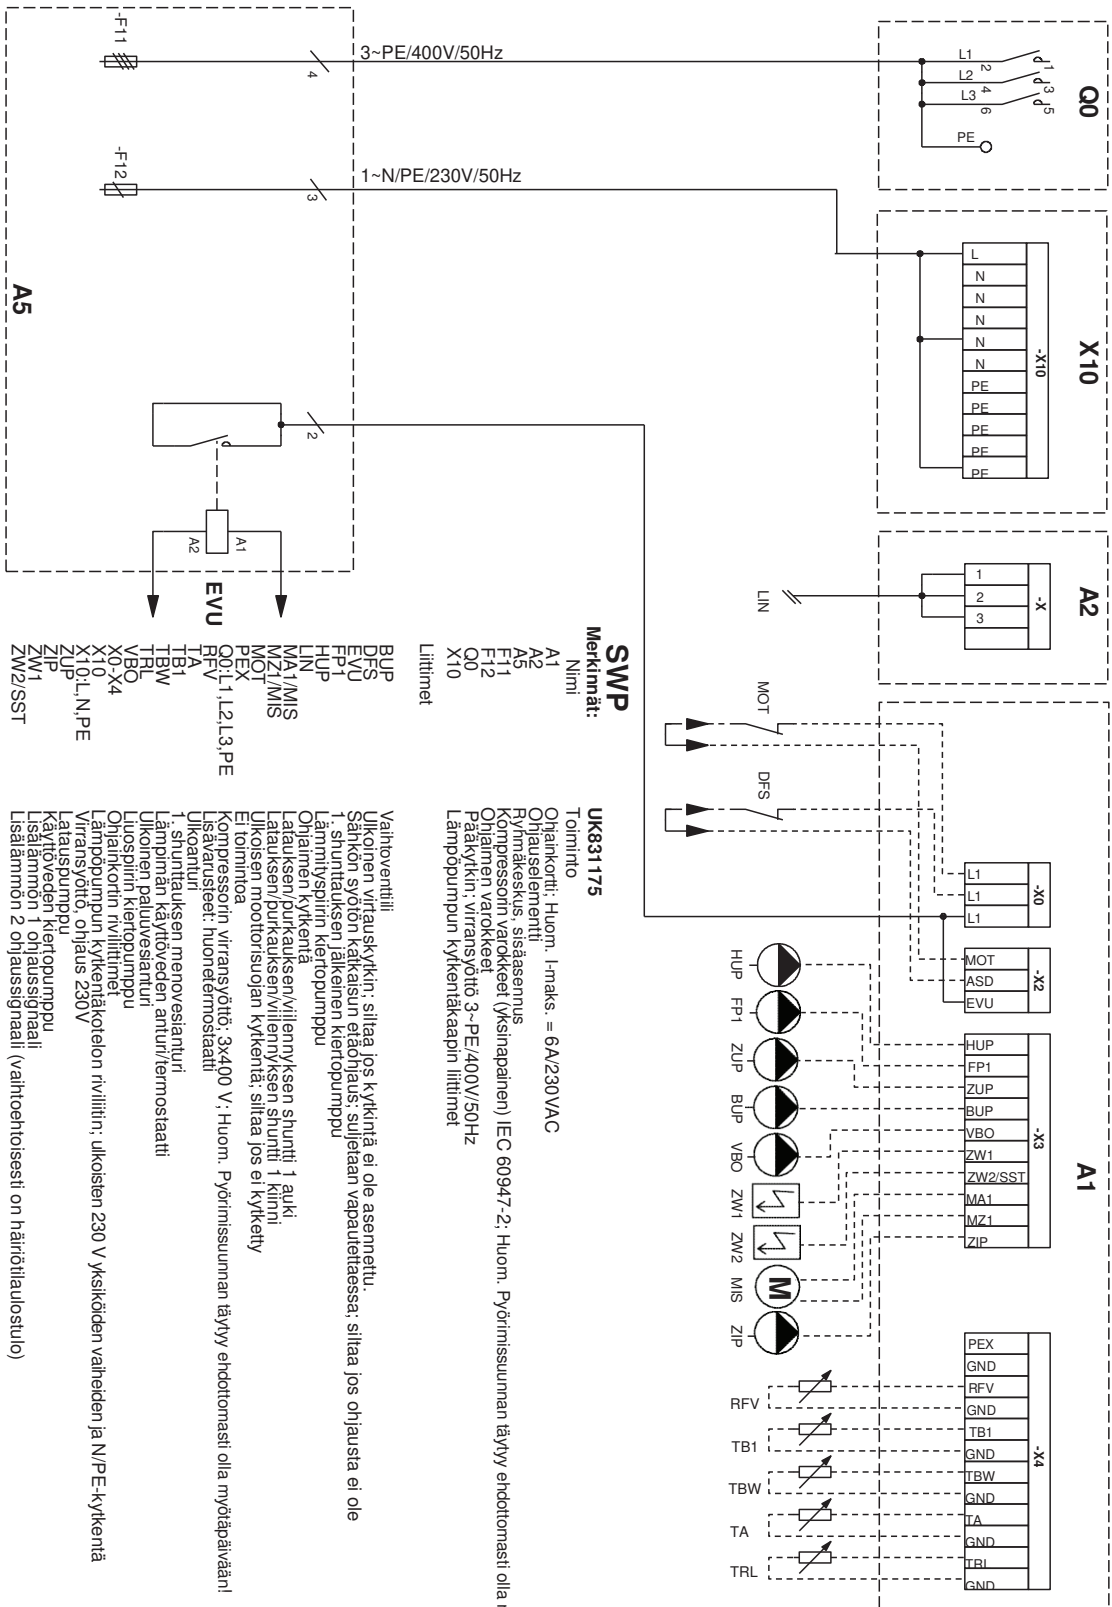 Q0
L1
L2
L3
1
2
3
4
5
6
PE
X10
-X10
L
N
N
N
N
N
PE
PE
PE
PE
PE
A2
-X
1
2
3
LIN
A1
-X0
L1
L1
L1
-X2
MOT
ASD
EVU
-X3
HUP
FP1
ZUP
BUP
VBO
ZW1
ZW2/SST
MA1
MZ1
ZIP
-X4
PEX
GND
RFV
GND
TB1
GND
TBW
GND
TA
GND
TRL
GND
MOT
DFS
HUP
FP1
ZUP
BUP
VBO
ZW1
ZW2
MIS
M
ZIP
RFV
TB1
TBW
TA
TRL
3~PE/400V/50Hz
4
-F11
1~N/PE/230V/50Hz
3
-F12
2
A1
A2
EVU
A5
SWP UK831175
Merkinnät:
Nimi Toiminto
A1 Ohjainkortti; Huom. I-maks. = 6A/230VAC
A2 Ohjauselementti
A5 Ryhmäkeskus, sisäasennus
F11 Kompressorin varokkeet (yksinapainen) IEC 60947-2; Huom. Pyörimissuunnan täytyy ehdottomasti olla
F12 Ohjaimen varokkeet
Q0 Pääkytkin; virransyöttö 3~PE/400V/50Hz
X10 Lämpöpumpun kytkentäkaapin liittimet
Liittimet
BUP Vaihtoventtiili
DFS Ulkoinen virtauskytkin; siltaa jos kytkintä ei ole asennettu.
EVU Sähkön syötön katkaisun etäohjaus; suljetaan vapautettaessa; siltaa jos ohjausta ei ole
FP1 1. shunttauksen jälkeinen kiertopumppu
HUP Lämmityspiirin kiertopumppu
LIN Ohjaimen kytkentä
MA1/MIS Latauksen/purkauksen/viilennyksen shuntti 1 auki
MZ1/MIS Latauksen/purkauksen/viilennyksen shuntti 1 kiinni
MOT Ulkoisen moottorisuojan kytkentä; siltaa jos ei kytketty
PEX Ei toimintoa
Q0:L1,L2,L3,PE Kompressorin virransyöttö; 3x400 V; Huom. Pyörimissuunnan täytyy ehdottomasti olla myötäpäivään!
RFV Lisävarusteet: huonetermostaatti
TA Ulkoanturi
TB1 1. shunttauksen menovesianturi
TBW Lämpimän käyttöveden anturi/termostaatti
TRL Ulkoinen paluuvesianturi
VBO Liuospiirin kiertopumppu
X0-X4 Ohjainkortin riviliittimet
X10 Lämpöpumpun kytkentäkotelon riviliitin; ulkoisten 230 V yksiköiden vaiheiden ja N/PE-kytkentä
X10:L,N,PE Virransyöttö, ohjaus 230V
ZUP Latauspumppu
ZIP Käyttöveden kiertopumppu
ZW1 Lisälämmön 1 ohjaussignaali
ZW2/SST Lisälämmön 2 ohjaussignaali (vaihtoehtoisesti on häiriötilaulostulo)